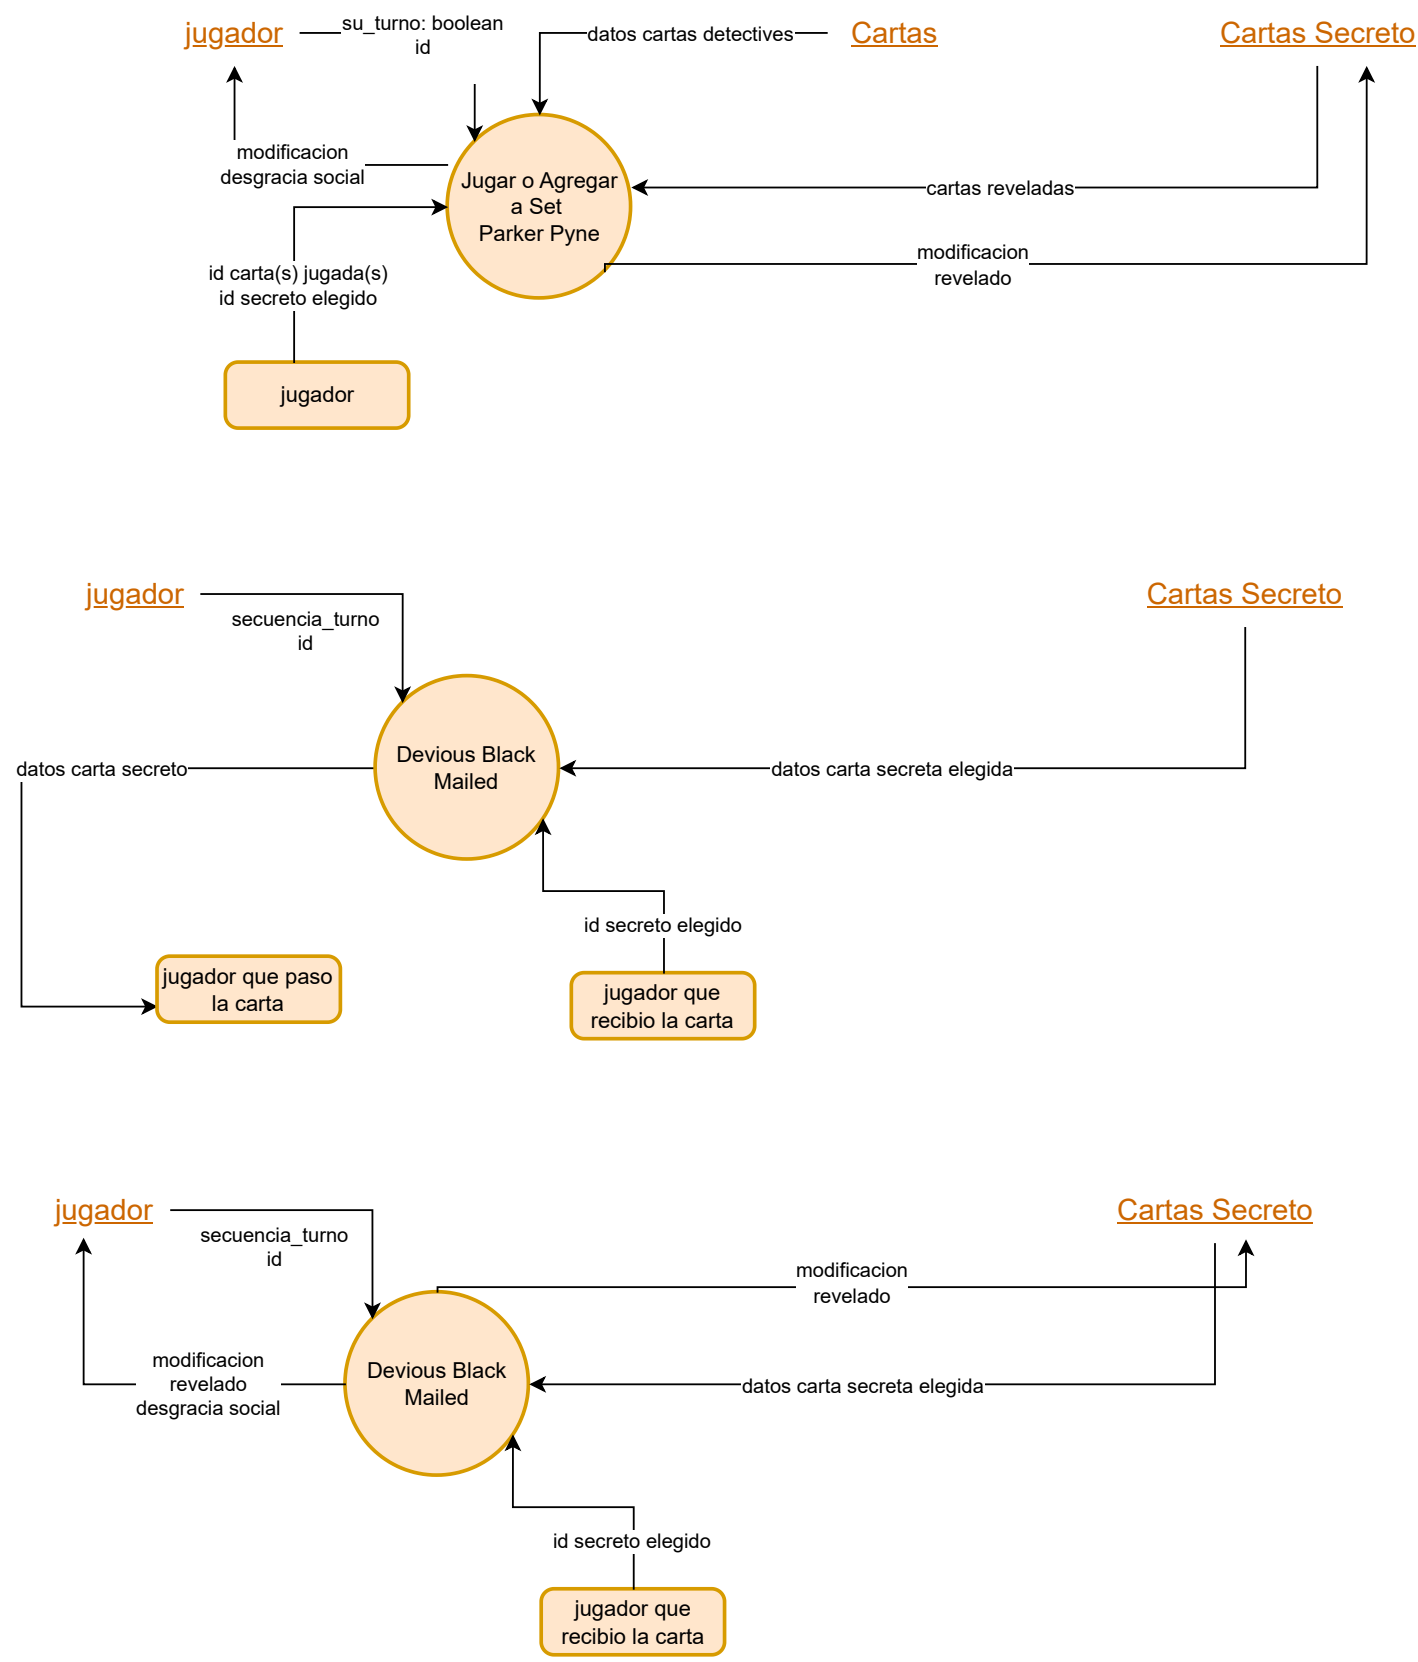 jugador
su_turno: boolean
id
datos cartas detectives
Cartas
Cartas Secreto
modificacion
desgracia social
Jugar o Agregar
a Set
Parker Pyne
cartas reveladas
modificacion
revelado
id carta(s) jugada(s)
id secreto elegido
jugador
jugador
secuencia_turno
id
Cartas Secreto
Devious Black
Mailed
datos carta secreto
datos carta secreta elegida
id secreto elegido
jugador que paso
la carta
jugador que
recibio la carta
jugador
secuencia_turno
id
Cartas Secreto
modificacion
revelado
modificacion
revelado
desgracia social
Devious Black
Mailed
datos carta secreta elegida
id secreto elegido
jugador que
recibio la carta